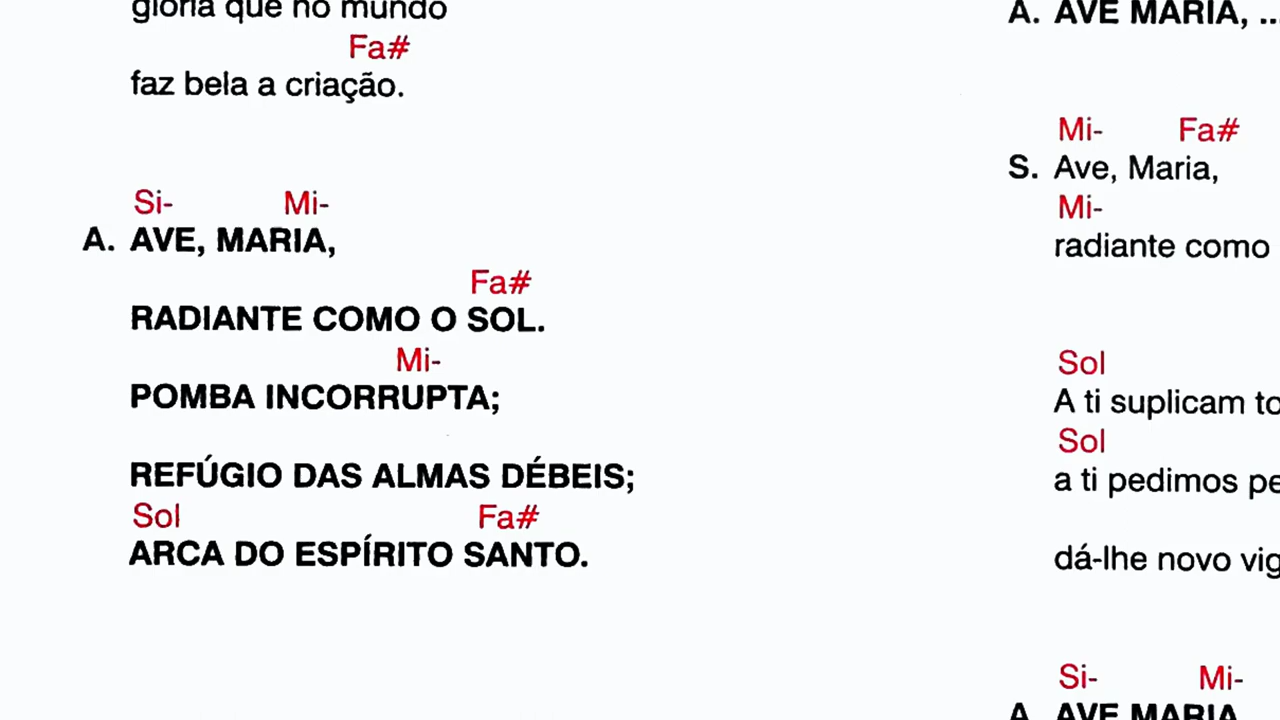 glória que no mundo
Fa#
faz bela a criação.
Si- Mi-
A. AVE, MARIA,
Fa#
RADIANTE COMO O SOL.
Mi-
POMBA INCORRUPTA;
REFÚGIO DAS ALMAS DÉBEIS;
Sol Fa#
ARCA DO ESPÍRITO SANTO.
A. AVE MARIA, ...
Mi- Fa#
S. Ave, Maria,
Mi-
radiante como
Sol
A ti suplicam
Sol
a ti pedimos
dá-lhe novo
Si- Mi-
A. AVE MARIA